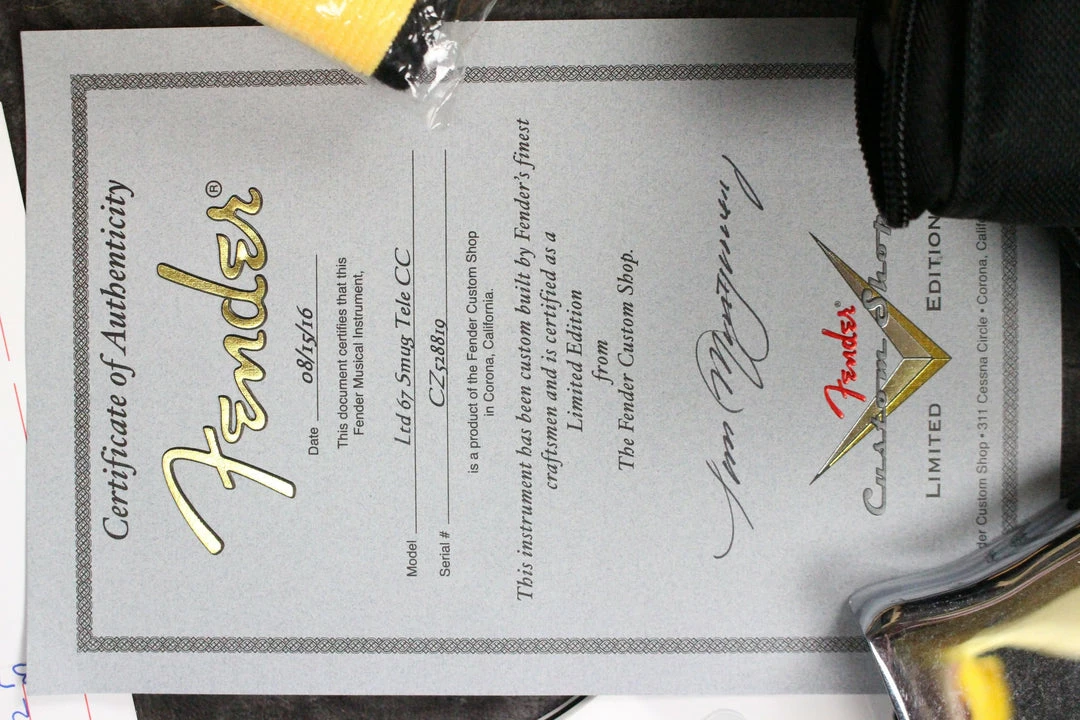 Certificate of Authenticity
Fender®
Date 08/15/16
This document certifies that this
Fender Musical Instrument,
Model Ltd 67 Smug Tele CC
Serial # CZ528819
is a product of the Fender Custom Shop
in Corona, California.
This instrument has been custom built by Fender's finest
craftsmen and is certified as a
Limited Edition
from
The Fender Custom Shop.
Fender®
Custom Shop
LIMITED EDITION
der Custom Shop • 311 Cessna Circle • Corona, Calif